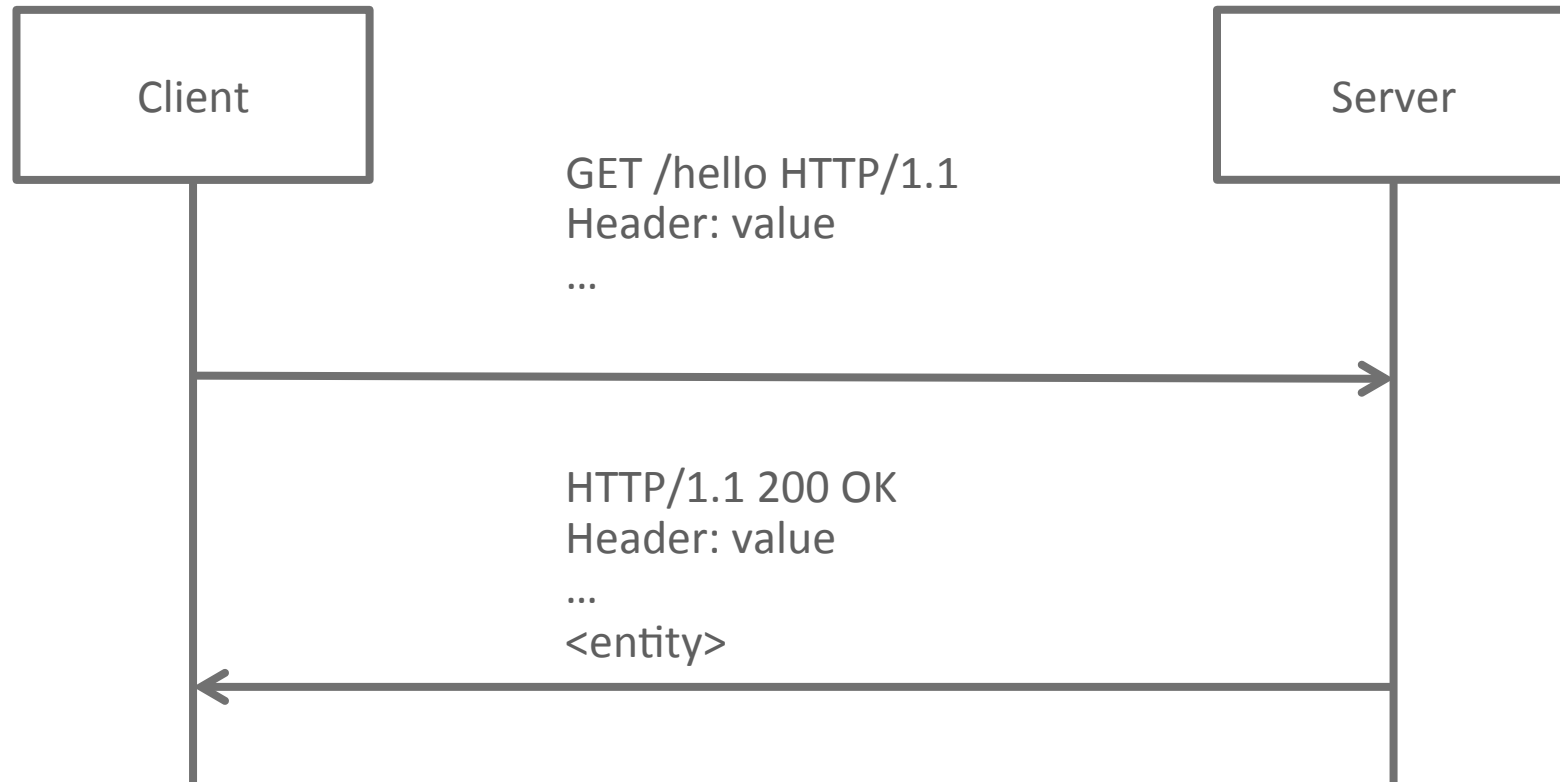 Client
Server
GET /hello HTTP/1.1
Header: value
…
HTTP/1.1 200 OK
Header: value
…
<entity>